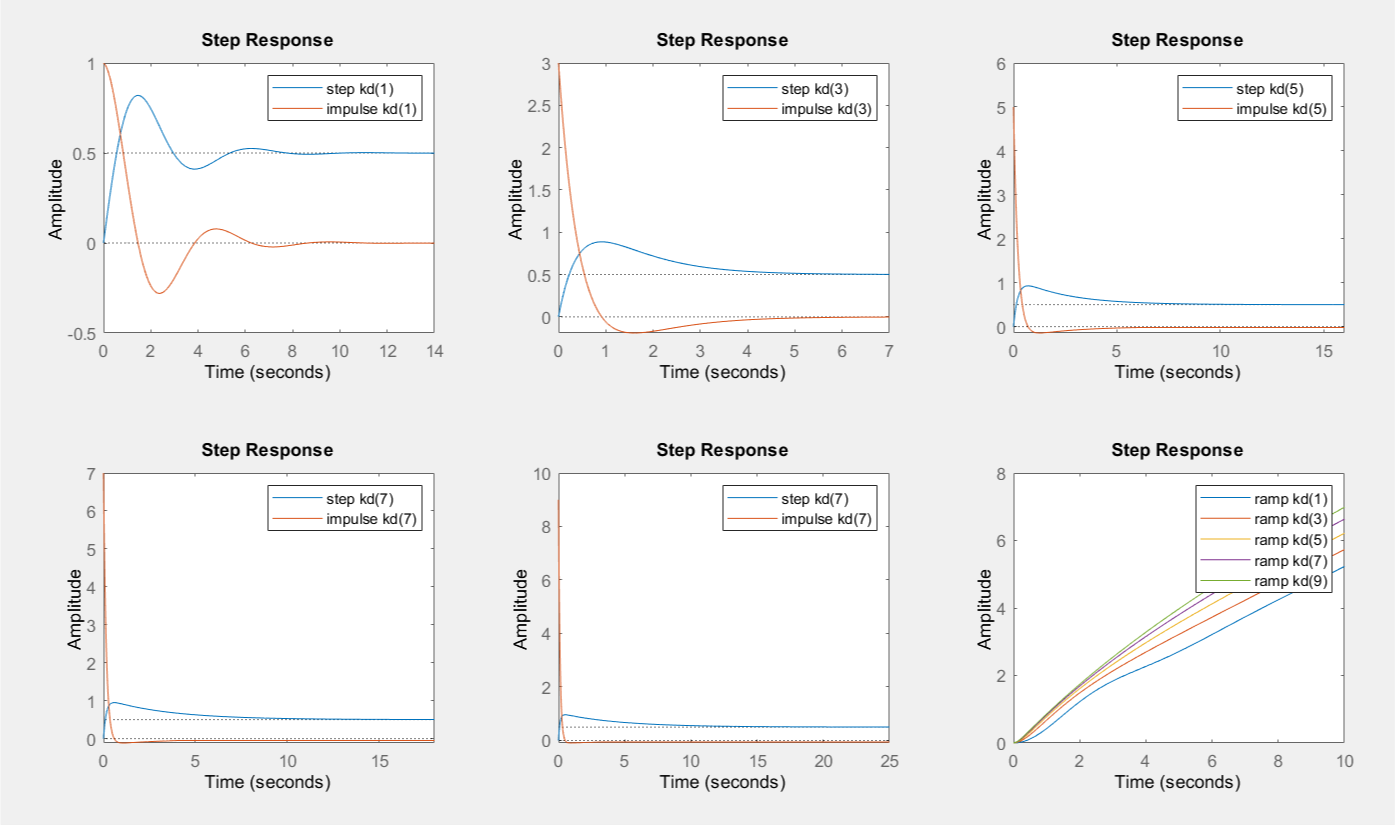 Step Response
Amplitude
1
0.5
0
-0.5
step kd(1)
impulse kd(1)
0 2 4 6 8 10 12 14
Time (seconds)
Step Response
Amplitude
3
2.5
2
1.5
1
0.5
0
step kd(3)
impulse kd(3)
0 1 2 3 4 5 6 7
Time (seconds)
Step Response
Amplitude
6
5
4
3
2
1
0
step kd(5)
impulse kd(5)
0 5 10 15
Time (seconds)
Step Response
Amplitude
7
6
5
4
3
2
1
0
step kd(7)
impulse kd(7)
0 5 10 15
Time (seconds)
Step Response
Amplitude
10
8
6
4
2
0
step kd(7)
impulse kd(7)
0 5 10 15 20 25
Time (seconds)
Step Response
Amplitude
8
6
4
2
0
ramp kd(1)
ramp kd(3)
ramp kd(5)
ramp kd(7)
ramp kd(9)
0 2 4 6 8 10
Time (seconds)